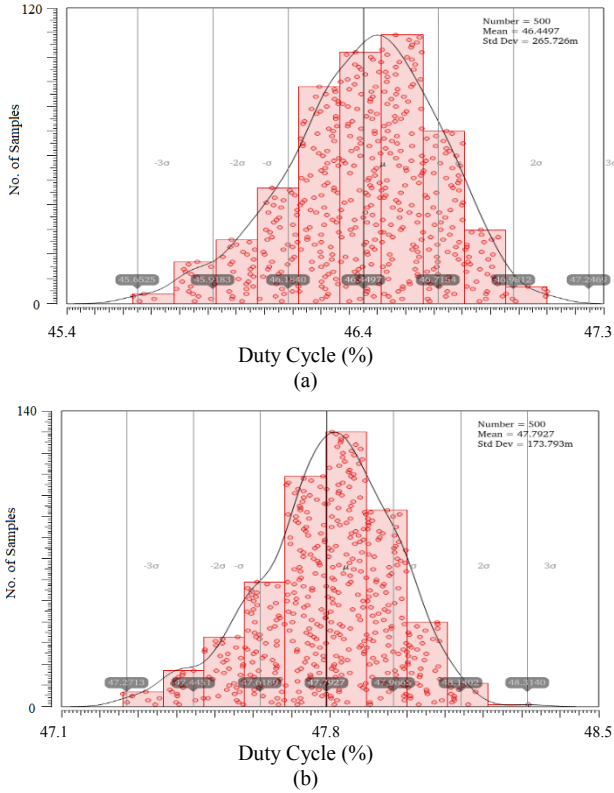 120
Number = 500
Mean = 46.4497
Std Dev = 265.726m
No. of Samples
-3σ -2σ -σ μ 2σ 3σ
45.6525 45.9183 46.1840 46.4497 46.7154 46.9812 47.2469
0
45.4 46.4 47.3
Duty Cycle (%)
(a)
140
Number = 500
Mean = 47.7927
Std Dev = 173.793m
No. of Samples
-3σ -2σ -σ μ σ 2σ 3σ
47.2713 47.4451 47.6189 47.7927 47.9665 48.1402 48.3140
0
47.1 47.8 48.5
Duty Cycle (%)
(b)